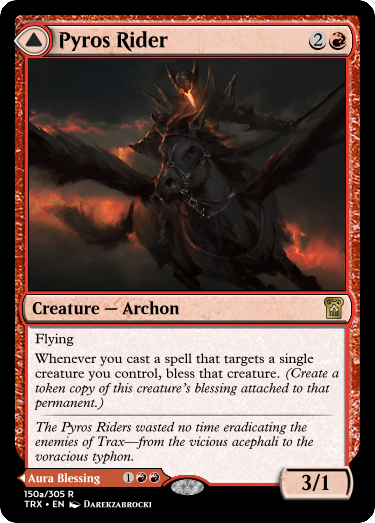 Pyros Rider 2
Creature — Archon
Flying
Whenever you cast a spell that targets a single
creature you control, bless that creature. (Create a
token copy of this creature's blessing attached to that
permanent.)
The Pyros Riders wasted no time eradicating the
enemies of Trax—from the vicious acephali to the
voracious typhon.
Aura Blessing 1
3/1
150a/305 R
TRX • EN Darekzabrocki